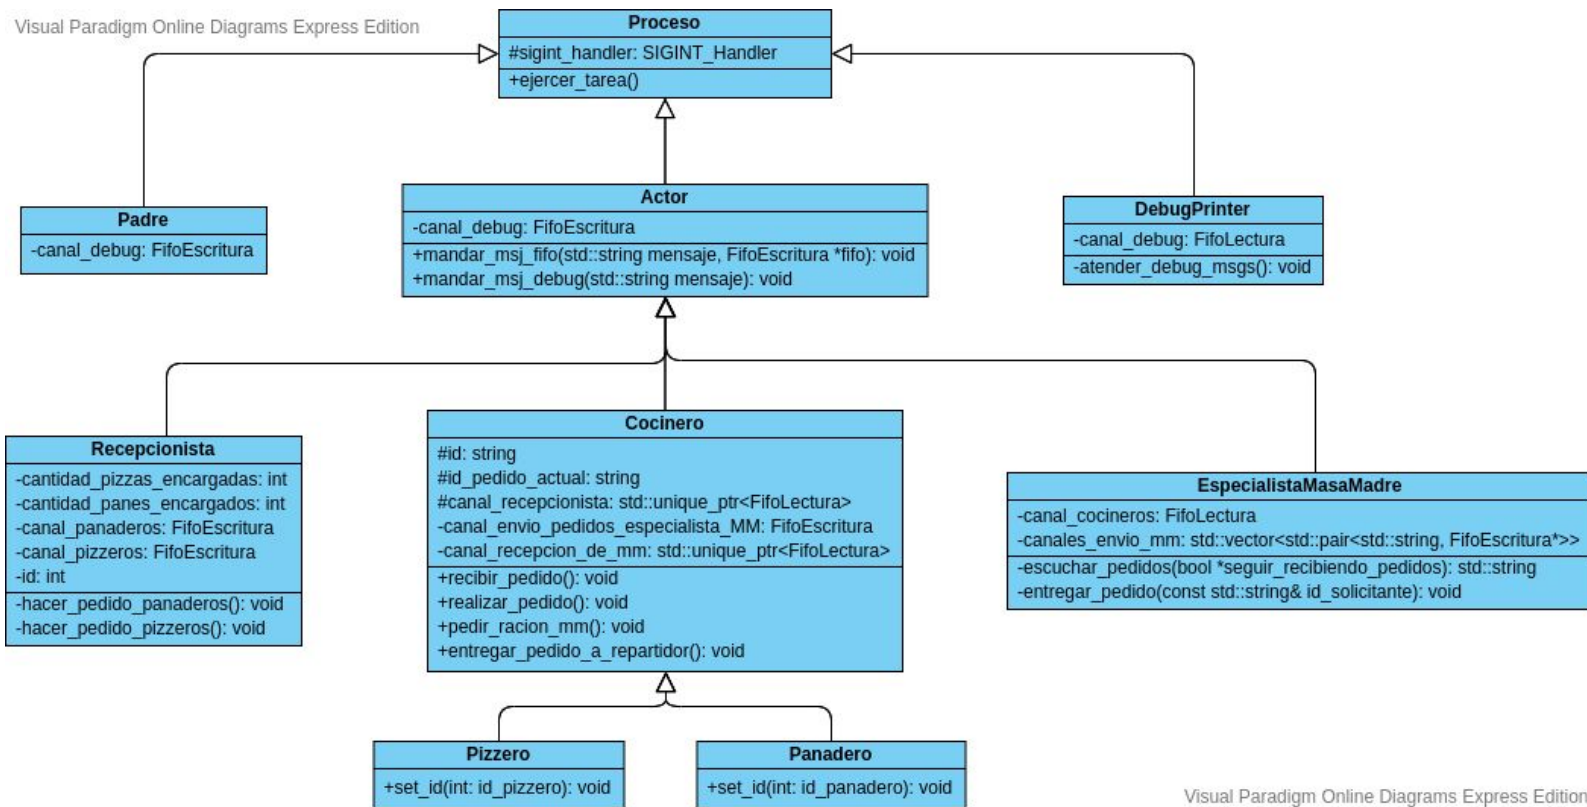 Visual Paradigm Online Diagrams Express Edition
Proceso
#sigint_handler: SIGINT_Handler
+ejercer_tarea()
Padre
-canal_debug: FifoEscritura
Actor
-canal_debug: FifoEscritura
+mandar_msj_fifo(std::string mensaje, FifoEscritura *fifo): void
+mandar_msj_debug(std::string mensaje): void
DebugPrinter
-canal_debug: FifoLectura
-atender_debug_msgs(): void
Recepcionista
-cantidad_pizzas_encargadas: int
-cantidad_panes_encargados: int
-canal_panaderos: FifoEscritura
-canal_pizzeros: FifoEscritura
-id: int
-hacer_pedido_panaderos(): void
-hacer_pedido_pizzeros(): void
Cocinero
#id: string
#id_pedido_actual: string
#canal_recepcionista: std::unique_ptr<FifoLectura>
-canal_envio_pedidos_especialista_MM: FifoEscritura
-canal_recepcion_de_mm: std::unique_ptr<FifoLectura>
+recibir_pedido(): void
+realizar_pedido(): void
+pedir_racion_mm(): void
+entregar_pedido_a_repartidor(): void
EspecialistaMasaMadre
-canal_cocineros: FifoLectura
-canales_envio_mm: std::vector<std::pair<std::string, FifoEscritura*>>
-escuchar_pedidos(bool *seguir_recibiendo_pedidos): std::string
-entregar_pedido(const std::string& id_solicitante): void
Pizzero
+set_id(int: id_pizzero): void
Panadero
+set_id(int: id_panadero): void
Visual Paradigm Online Diagrams Express Edition